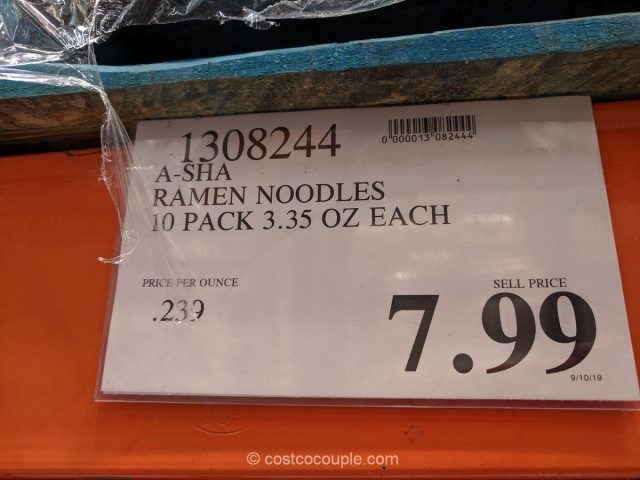 1308244
0 000013 082444
A-SHA
RAMEN NOODLES
10 PACK 3.35 OZ EACH
PRICE PER OUNCE
.239
SELL PRICE
7.99
9/10/19
© costcocouple.com